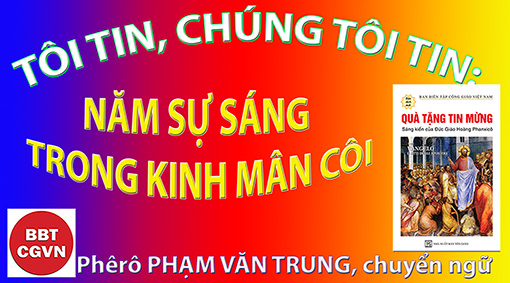 TÔI TIN, CHÚNG TÔI TIN:
NĂM SỰ SÁNG
TRONG KINH MÂN CÔI
BAN BIÊN TẬP CÔNG GIÁO VIỆT NAM
QUÀ TẶNG TIN MỪNG
Sáng kiến của Đức Giáo Hoàng Phanxicô
VANGELO
BBT
CGVN
Phêrô PHẠM VĂN TRUNG, chuyển ngữ